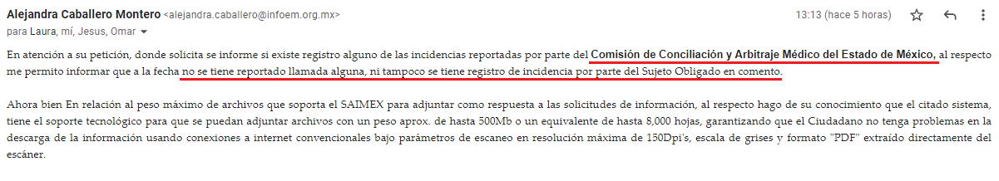 Alejandra Caballero Montero <alejandra.caballero@infoem.org.mx> 13:13 (hace 5 horas)
para Laura, mí, Jesus, Omar
En atención a su petición, donde solicita se informe si existe registro alguno de las incidencias reportadas por parte del Comisión de Conciliación y Arbitraje Médico del Estado de México, al respecto
me permito informar que a la fecha no se tiene reportado llamada alguna, ni tampoco se tiene registro de incidencia por parte del Sujeto Obligado en comento.
Ahora bien En relación al peso máximo de archivos que soporta el SAIMEX para adjuntar como respuesta a las solicitudes de información, al respecto hago de su conocimiento que el citado sistema,
tiene el soporte tecnológico para que se puedan adjuntar archivos con un peso aprox. de hasta 500Mb o un equivalente de hasta 8,000 hojas, garantizando que el Ciudadano no tenga problemas en la
descarga de la información usando conexiones a internet convencionales bajo parámetros de escaneo en resolución máxima de 150Dpi's, escala de grises y formato "PDF" extraído directamente del
escáner.